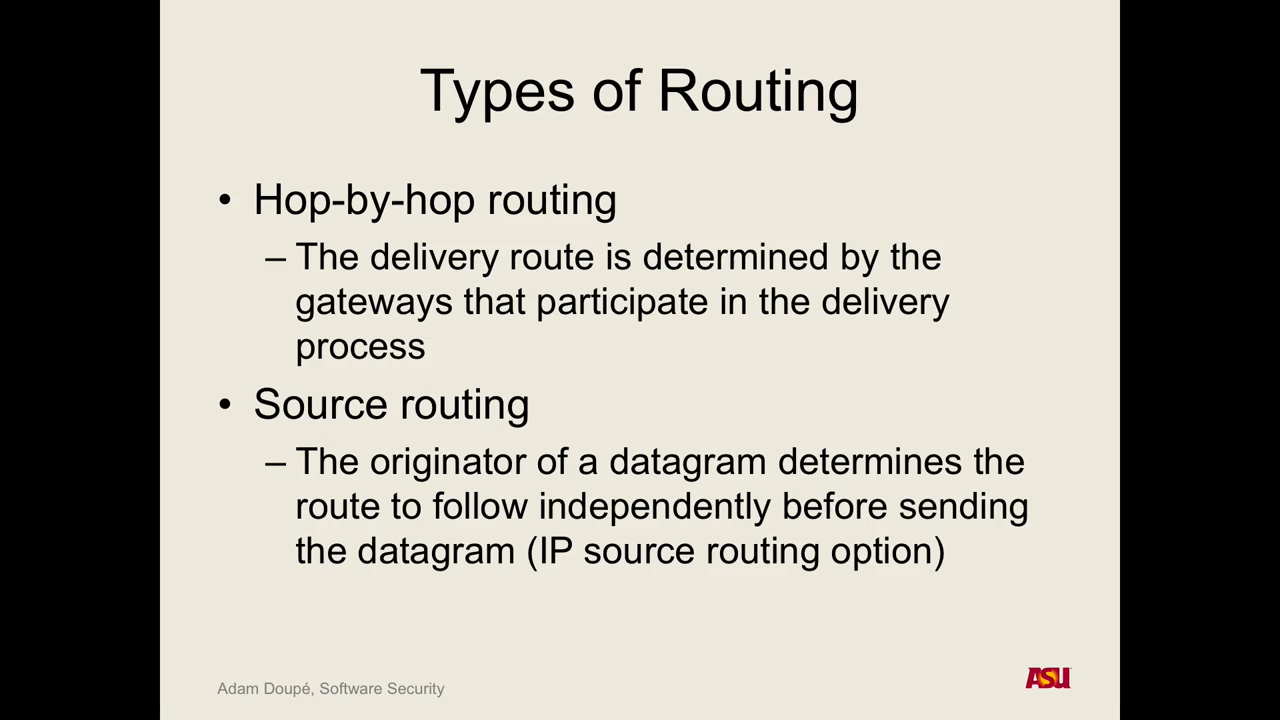 Types of Routing
• Hop-by-hop routing
– The delivery route is determined by the
gateways that participate in the delivery
process
• Source routing
– The originator of a datagram determines the
route to follow independently before sending
the datagram (IP source routing option)
Adam Doupé, Software Security
ASU